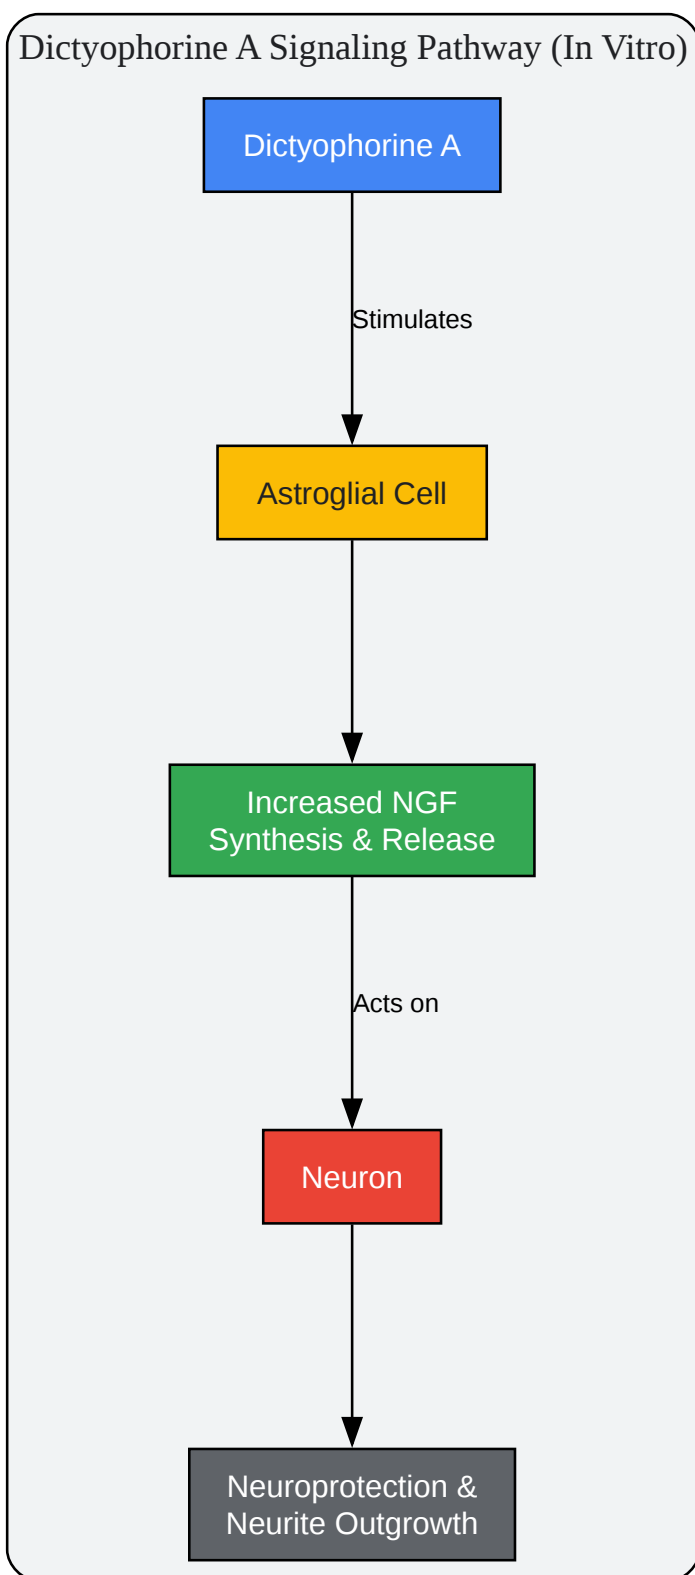 Dictyophorine A Signaling Pathway (In Vitro)
Dictyophorine A
Stimulates
Astroglial Cell
Increased NGF
Synthesis & Release
Acts on
Neuron
Neuroprotection &
Neurite Outgrowth